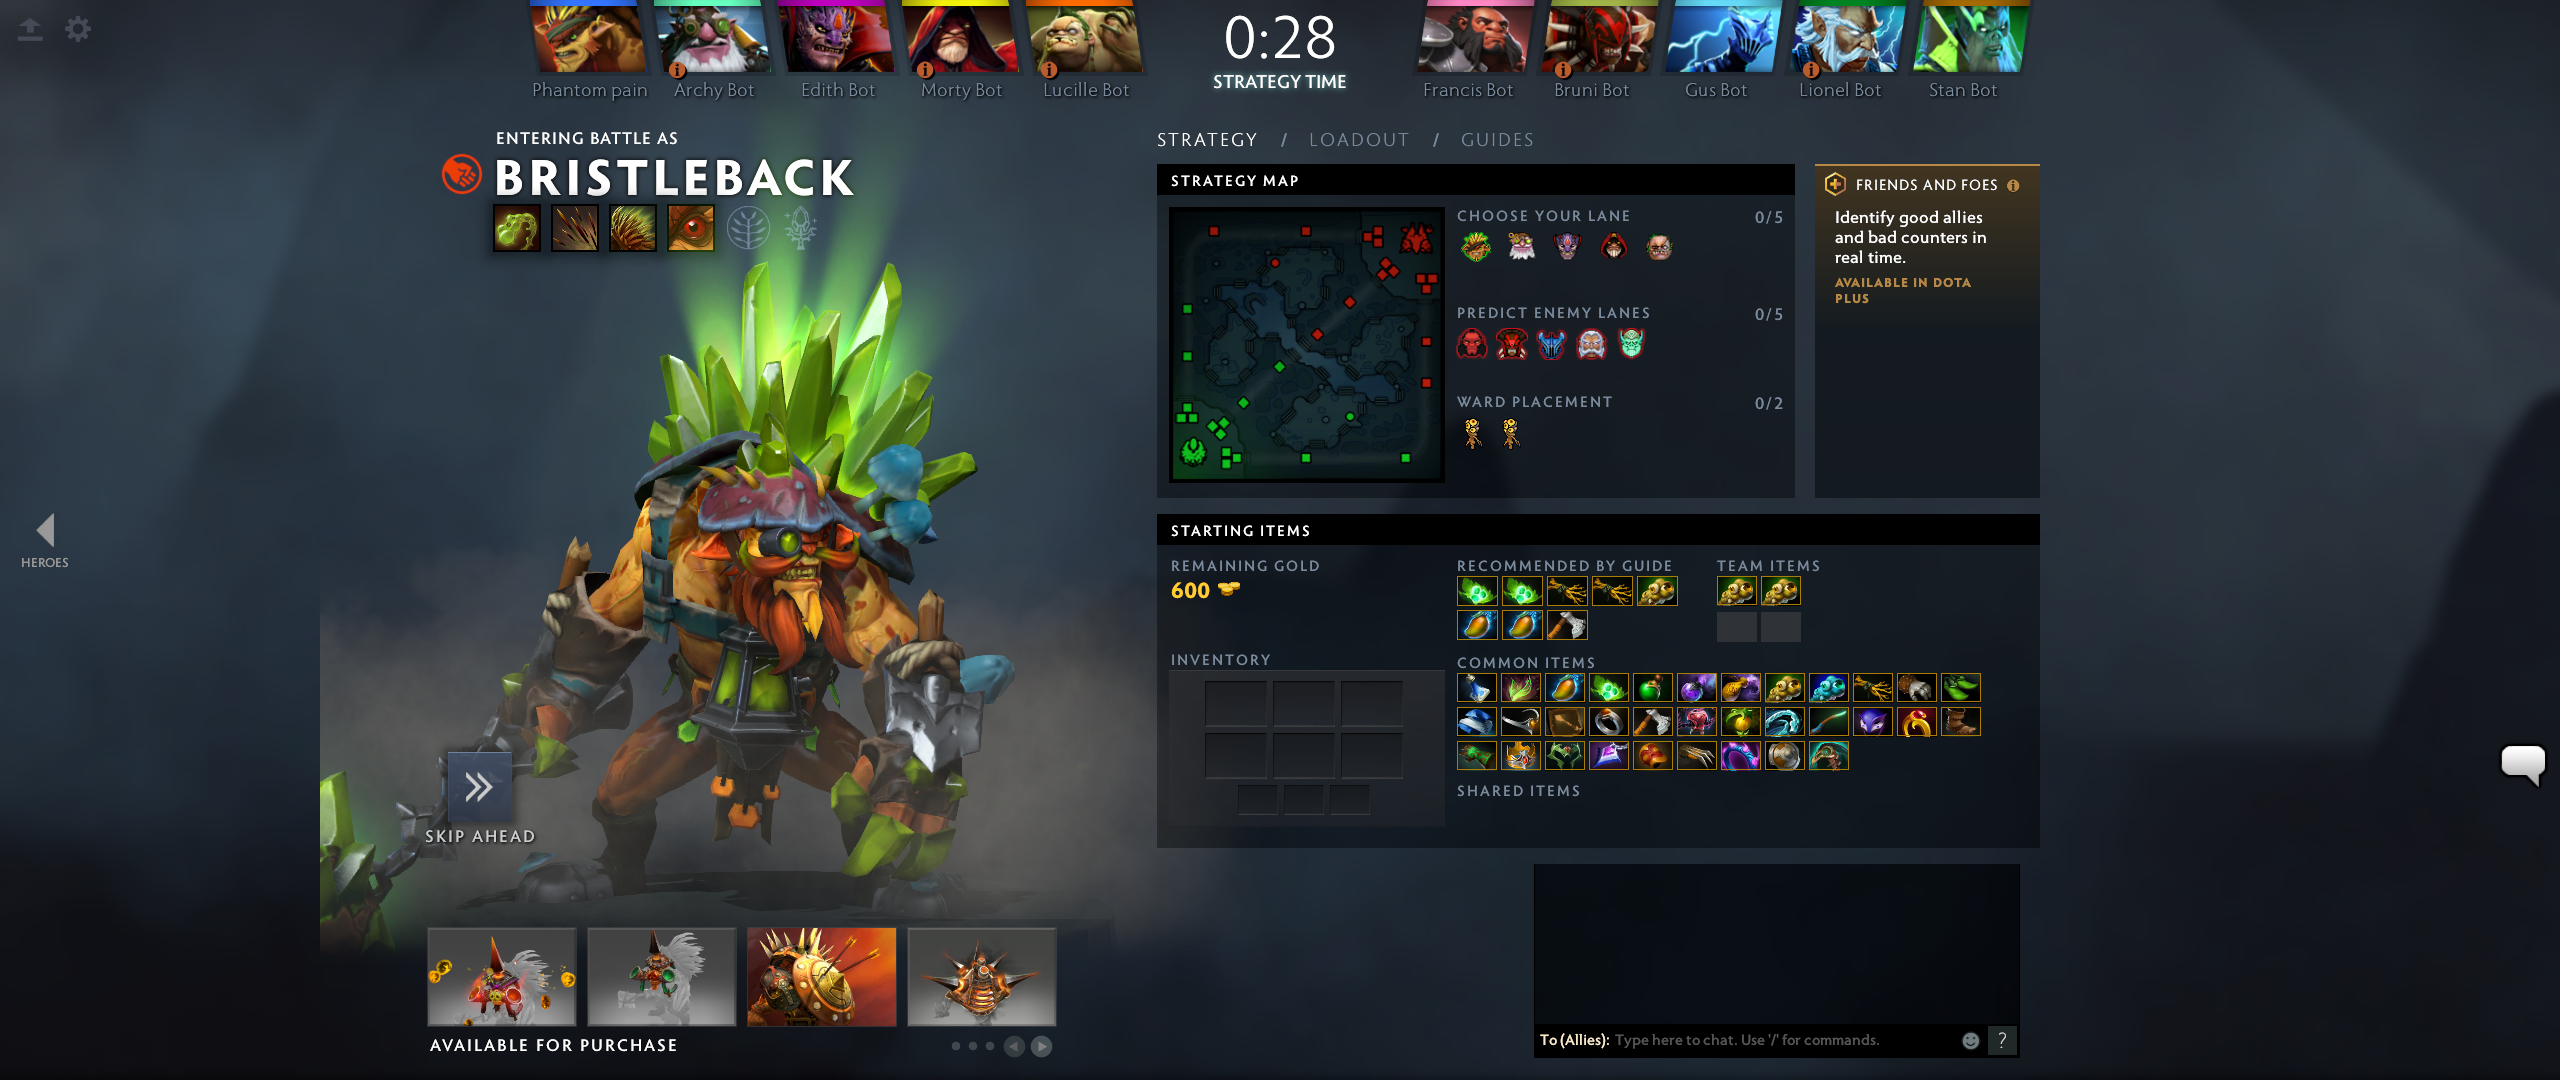 Phantom pain
Archy Bot
Edith Bot
Morty Bot
Lucille Bot
0:28
STRATEGY TIME
Francis Bot
Bruni Bot
Gus Bot
Lionel Bot
Stan Bot
ENTERING BATTLE AS
BRISTLEBACK
STRATEGY / LOADOUT / GUIDES
STRATEGY MAP
CHOOSE YOUR LANE 0/5
PREDICT ENEMY LANES 0/5
WARD PLACEMENT 0/2
FRIENDS AND FOES
Identify good allies
and bad counters in
real time.
AVAILABLE IN DOTA
PLUS
HEROES
STARTING ITEMS
REMAINING GOLD
600
RECOMMENDED BY GUIDE
TEAM ITEMS
INVENTORY
COMMON ITEMS
SHARED ITEMS
SKIP AHEAD
AVAILABLE FOR PURCHASE
To (Allies): Type here to chat. Use '/' for commands.
?